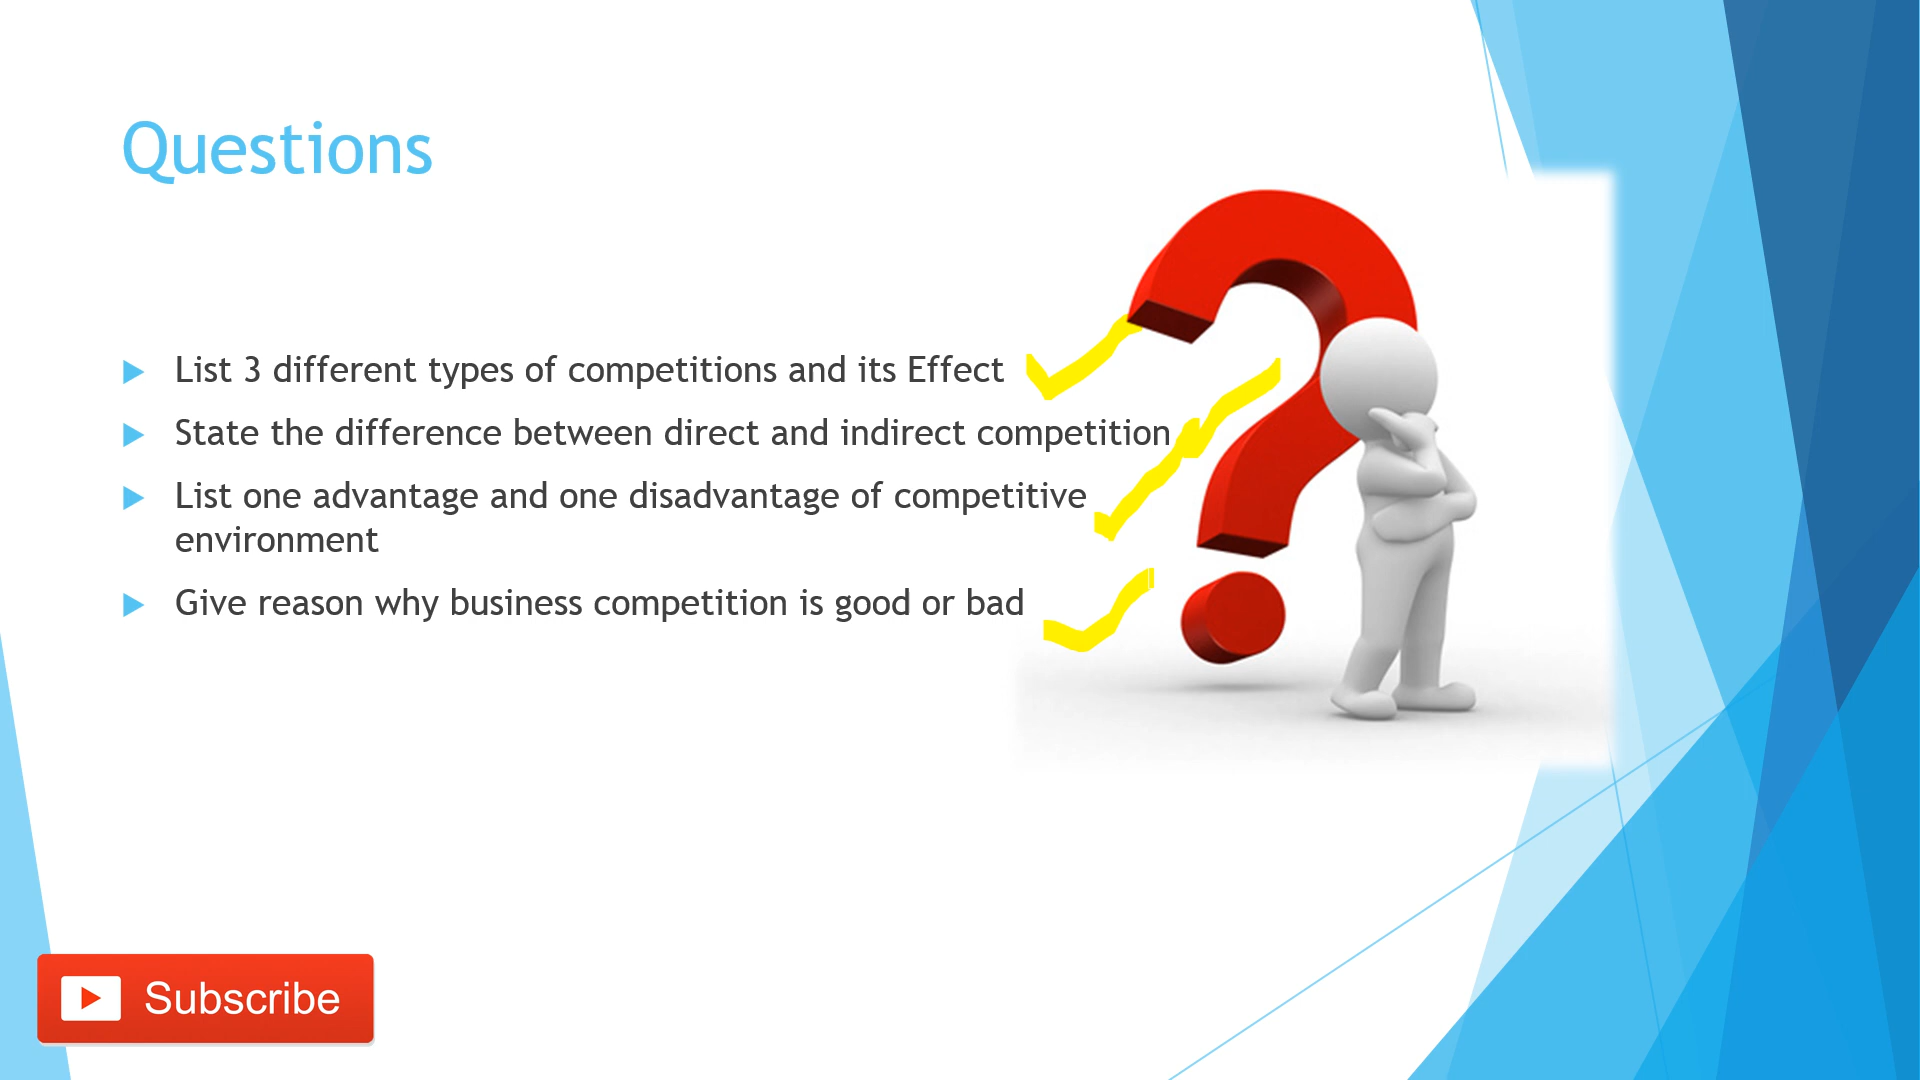 Questions
List 3 different types of competitions and its Effect
State the difference between direct and indirect competition
List one advantage and one disadvantage of competitive
environment
Give reason why business competition is good or bad
Subscribe